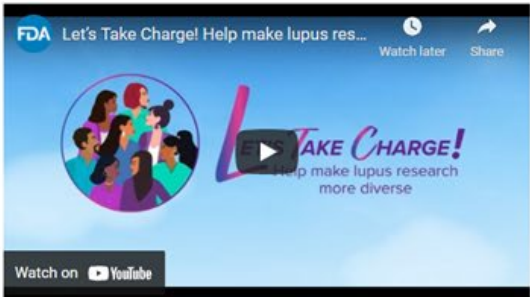 FDA Let's Take Charge! Help make lupus res...
Watch later
Share
LET'S TAKE CHARGE!
Help make lupus research
more diverse
Watch on YouTube